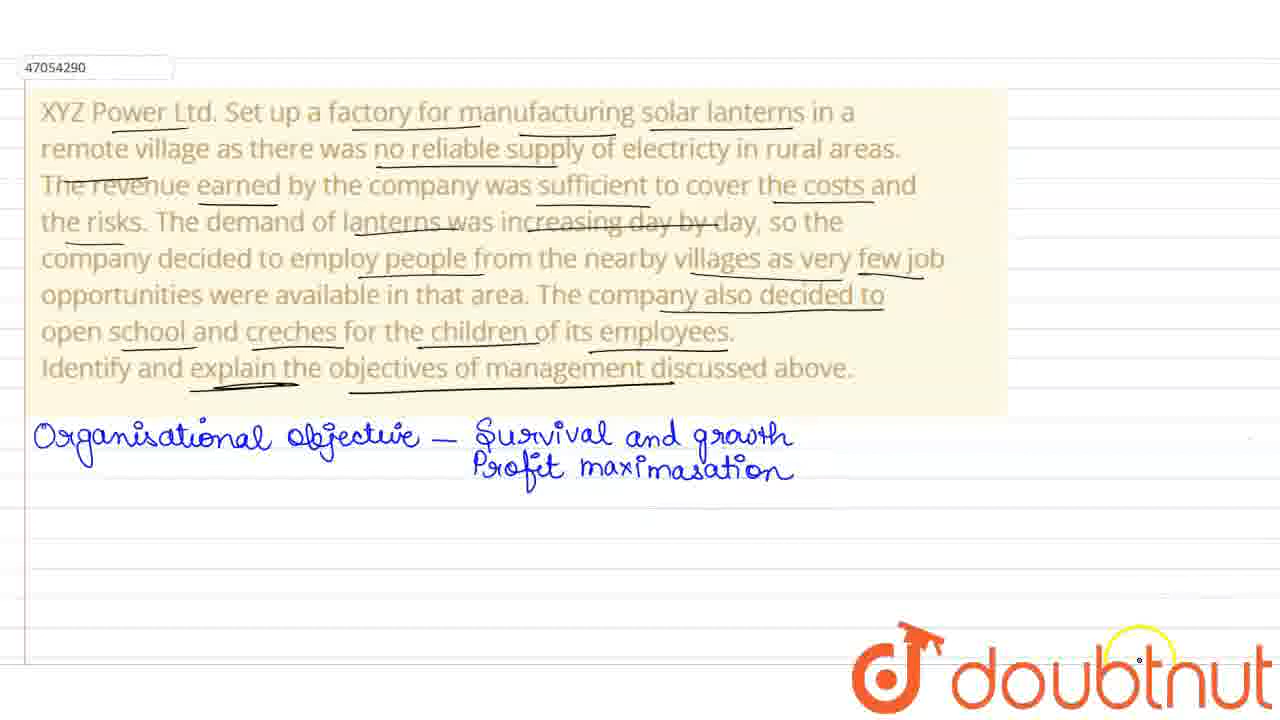 47054290
XYZ Power Ltd. Set up a factory for manufacturing solar lanterns in a
remote village as there was no reliable supply of electricty in rural areas.
The revenue earned by the company was sufficient to cover the costs and
the risks. The demand of lanterns was increasing day by day, so the
company decided to employ people from the nearby villages as very few job
opportunities were available in that area. The company also decided to
open school and creches for the children of its employees.
Identify and explain the objectives of management discussed above.
Organisational objective — Survival and growth
Profit maximasation
doubtnut